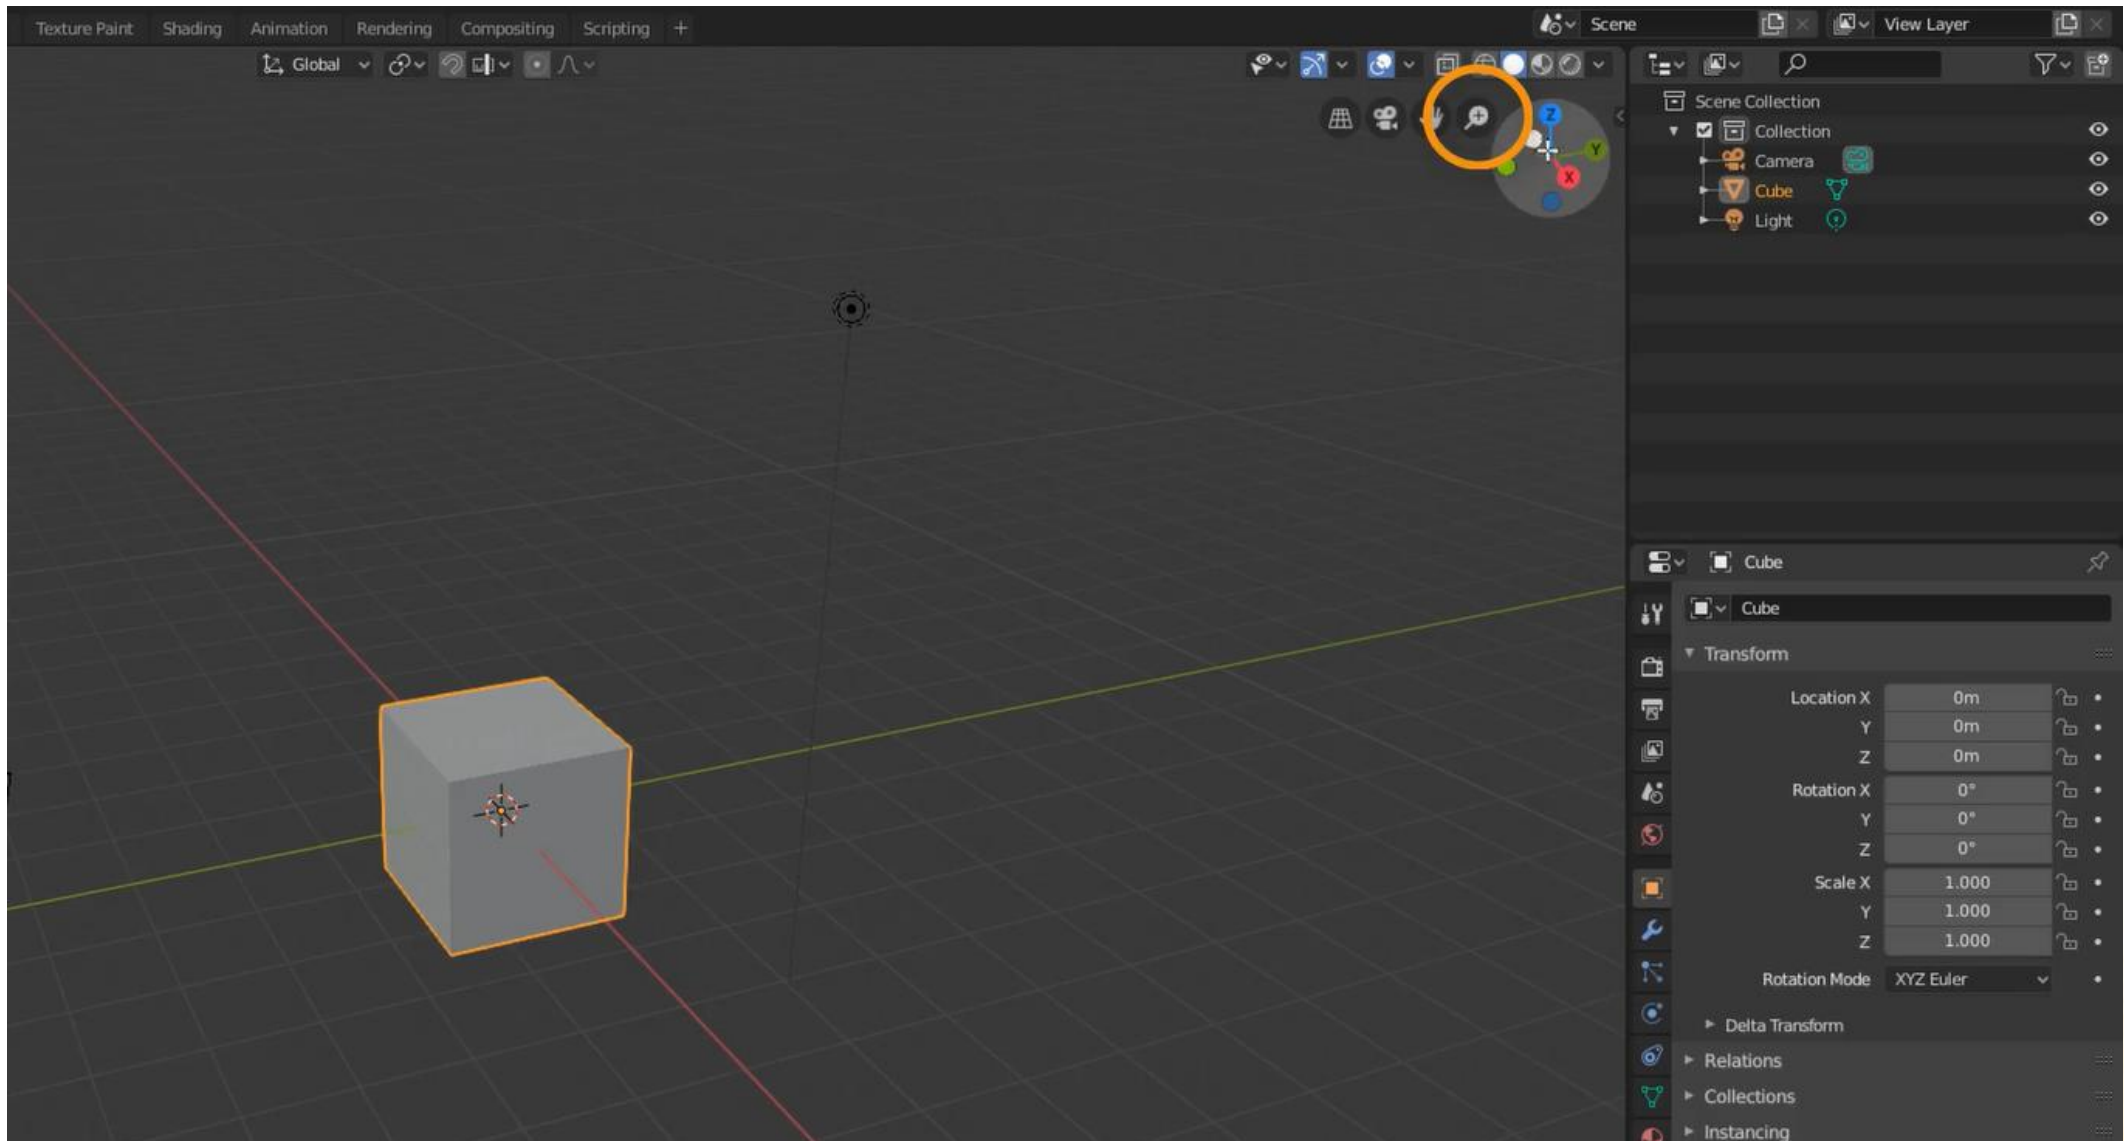 Texture Paint Shading Animation Rendering Compositing Scripting +
Scene
View Layer
Global
Z
Y
X
Scene Collection
Collection
Camera
Cube
Light
Cube
Cube
Transform
Location X 0m
Y 0m
Z 0m
Rotation X 0°
Y 0°
Z 0°
Scale X 1.000
Y 1.000
Z 1.000
Rotation Mode XYZ Euler
Delta Transform
Relations
Collections
Instancing